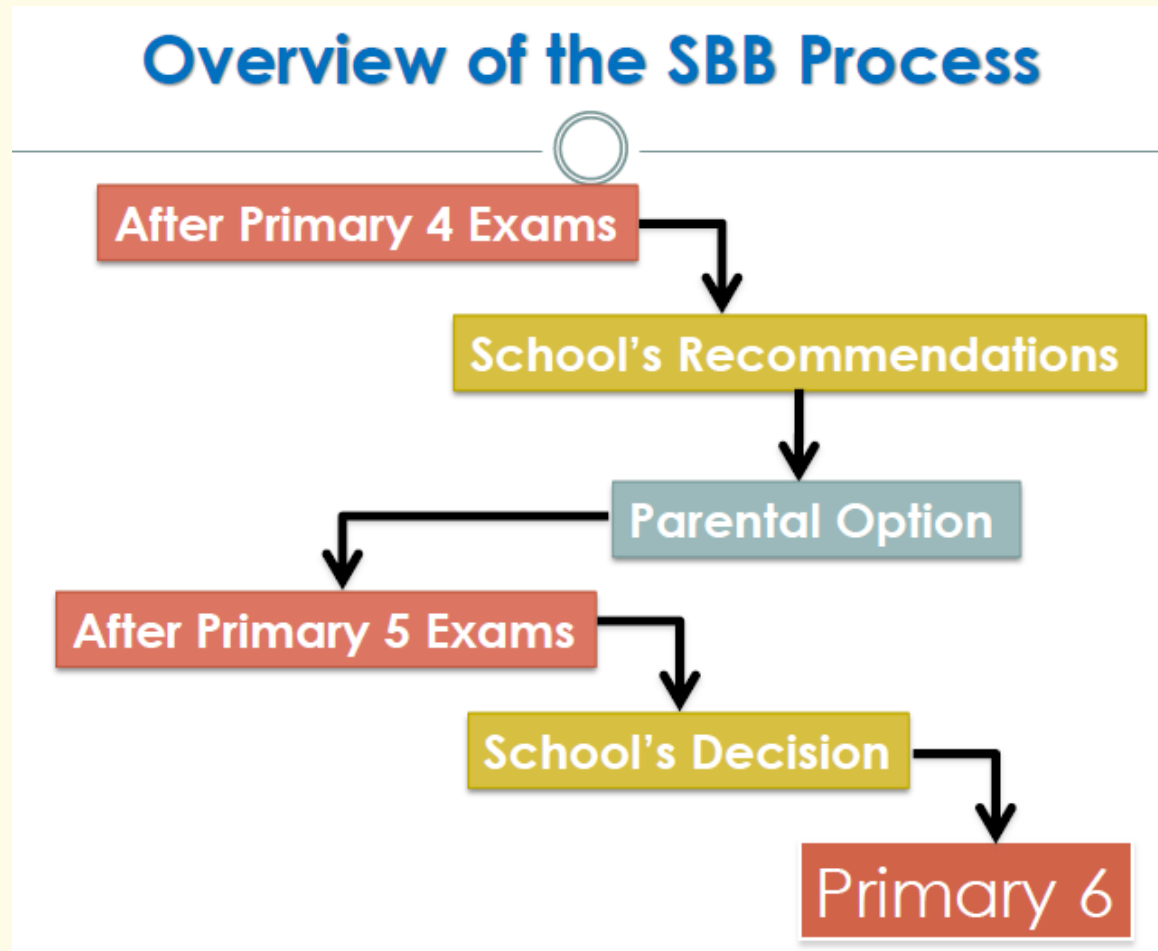 Overview of the SBB Process
After Primary 4 Exams
School’s Recommendations
Parental Option
After Primary 5 Exams
School’s Decision
Primary 6